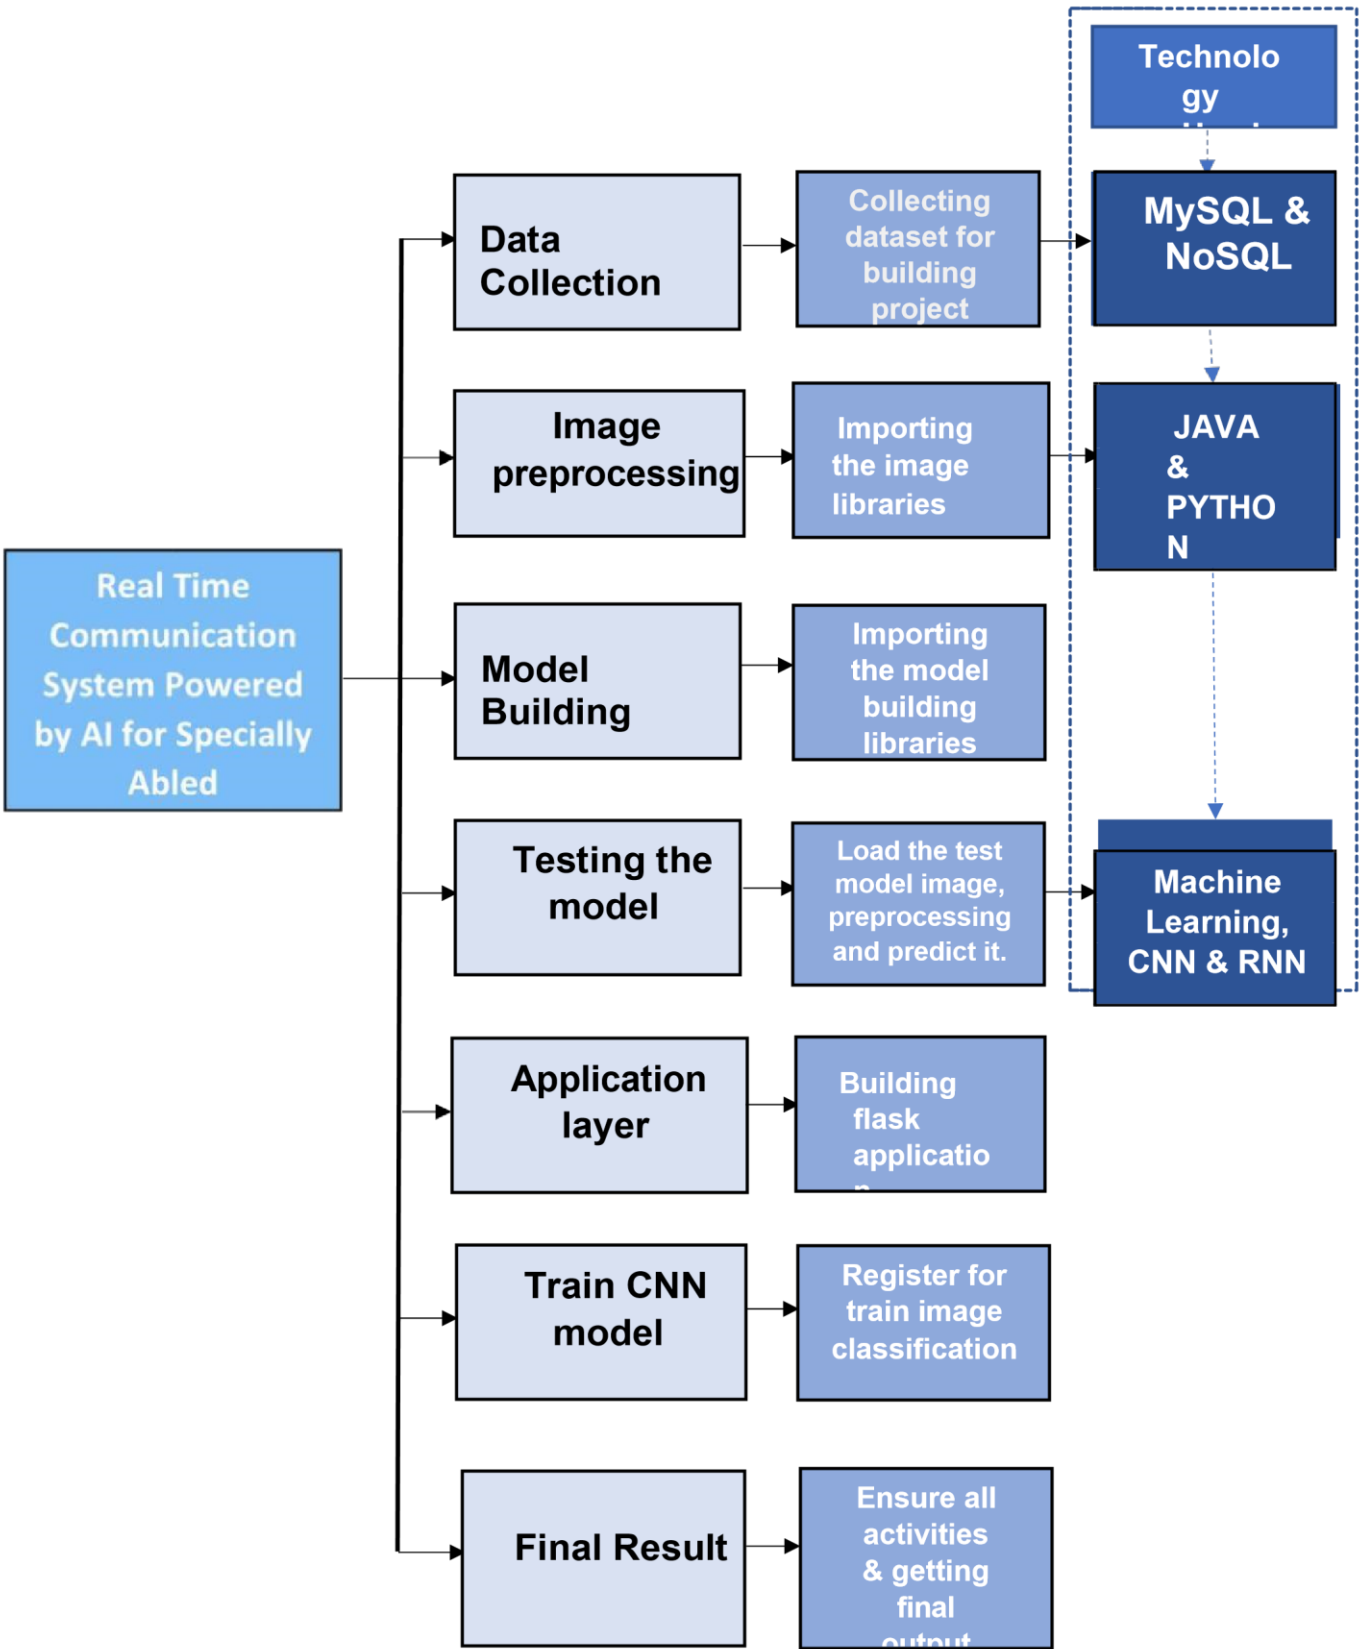 Technolo
gy
Data
Collection
Collecting
dataset for
building
project
MySQL &
NoSQL
Image
preprocessing
Importing
the image
libraries
JAVA
&
PYTHO
N
Real Time
Communication
System Powered
by AI for Specially
Abled
Model
Building
Importing
the model
building
libraries
Testing the
model
Load the test
model image,
preprocessing
and predict it.
Machine
Learning,
CNN & RNN
Application
layer
Building
flask
applicatio
n
Train CNN
model
Register for
train image
classification
Final Result
Ensure all
activities
& getting
final
output